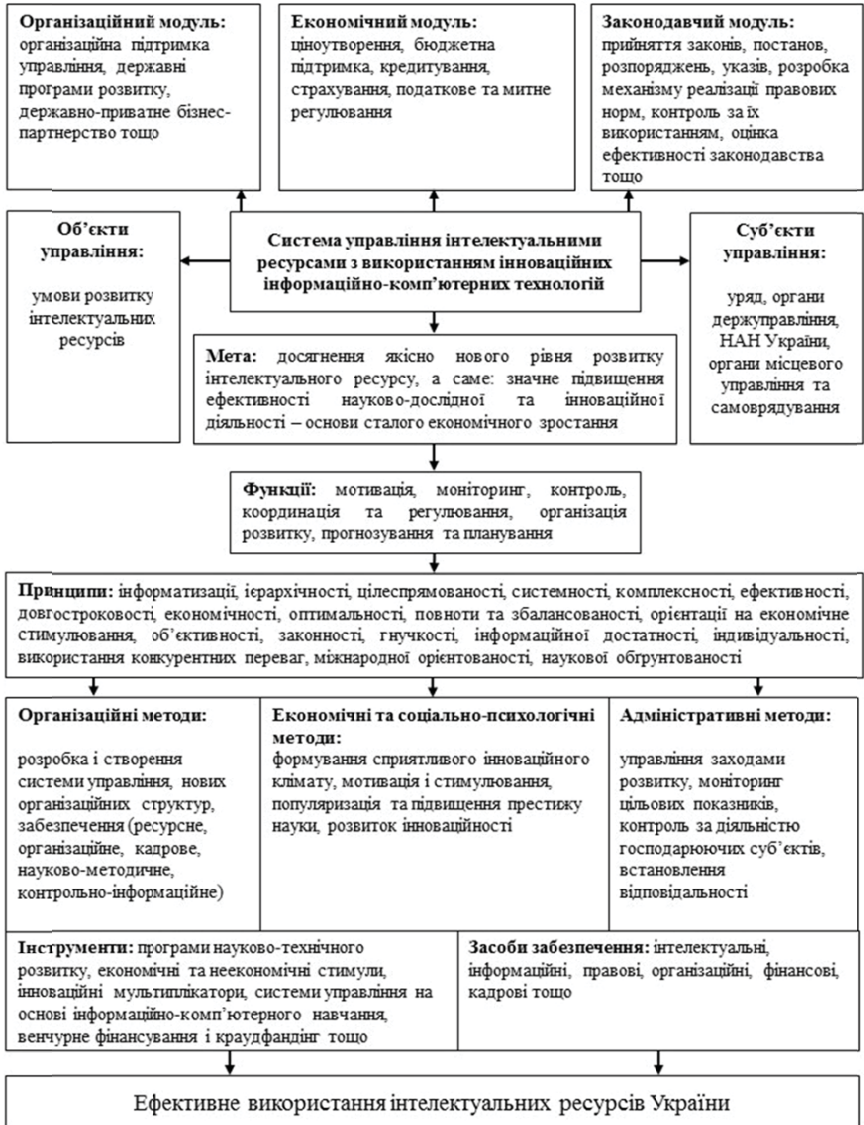 Організаційний модуль:
організаційна підтримка
управління, державні
програми розвитку,
державно-приватне бізнес-
партнерство тощо
Економічний модуль:
ціноутворення, бюджетна
підтримка, кредитування,
страхування, податкове та митне
регулювання
Законодавчий модуль:
прийняття законів, постанов,
розпоряджень, указів, розробка
механізму реалізації правових
норм, контроль за їх
використанням, оцінка
ефективності законодавства
тощо
Об’єкти
управління:
умови розвитку
інтелектуальних
ресурсів
Система управління інтелектуальними
ресурсами з використанням інноваційних
інформаційно-комп’ютерних технологій
Суб’єкти
управління:
уряд, органи
держуправління,
НАН України,
органи місцевого
управління та
самоврядування
Мета: досягнення якісно нового рівня розвитку
інтелектуального ресурсу, а саме: значне підвищення
ефективності науково-дослідної та інноваційної
діяльності – основи сталого економічного зростання
Функції: мотивація, моніторинг, контроль,
координація та регулювання, організація
розвитку, прогнозування та планування
Принципи: інформатизації, ієрархічності, цілеспрямованості, системності, комплексності, ефективності,
довгостроковості, економічності, оптимальності, повноти та збалансованості, орієнтації на економічне
стимулювання, об’єктивності, законності, гнучкості, інформаційної достатності, індивідуальності,
використання конкурентних переваг, міжнародної орієнтованості, наукової обґрунтованості
Організаційні методи:
розробка і створення
системи управління, нових
організаційних структур,
забезпечення (ресурсне,
організаційне, кадрове,
науково-методичне,
контрольно-інформаційне)
Економічні та соціально-психологічні
методи:
формування сприятливого інноваційного
клімату, мотивація і стимулювання,
популяризація та підвищення престижу
науки, розвиток інноваційності
Адміністративні методи:
управління заходами
розвитку, моніторинг
цільових показників,
контроль за діяльністю
господарюючих суб’єктів,
встановлення
відповідальності
Інструменти: програми науково-технічного
розвитку, економічні та неекономічні стимули,
інноваційні мультиплікатори, системи управління на
основі інформаційно-комп’ютерного навчання,
венчурне фінансування і краудфандінг тощо
Засоби забезпечення: інтелектуальні,
інформаційні, правові, організаційні, фінансові,
кадрові тощо
Ефективне використання інтелектуальних ресурсів України